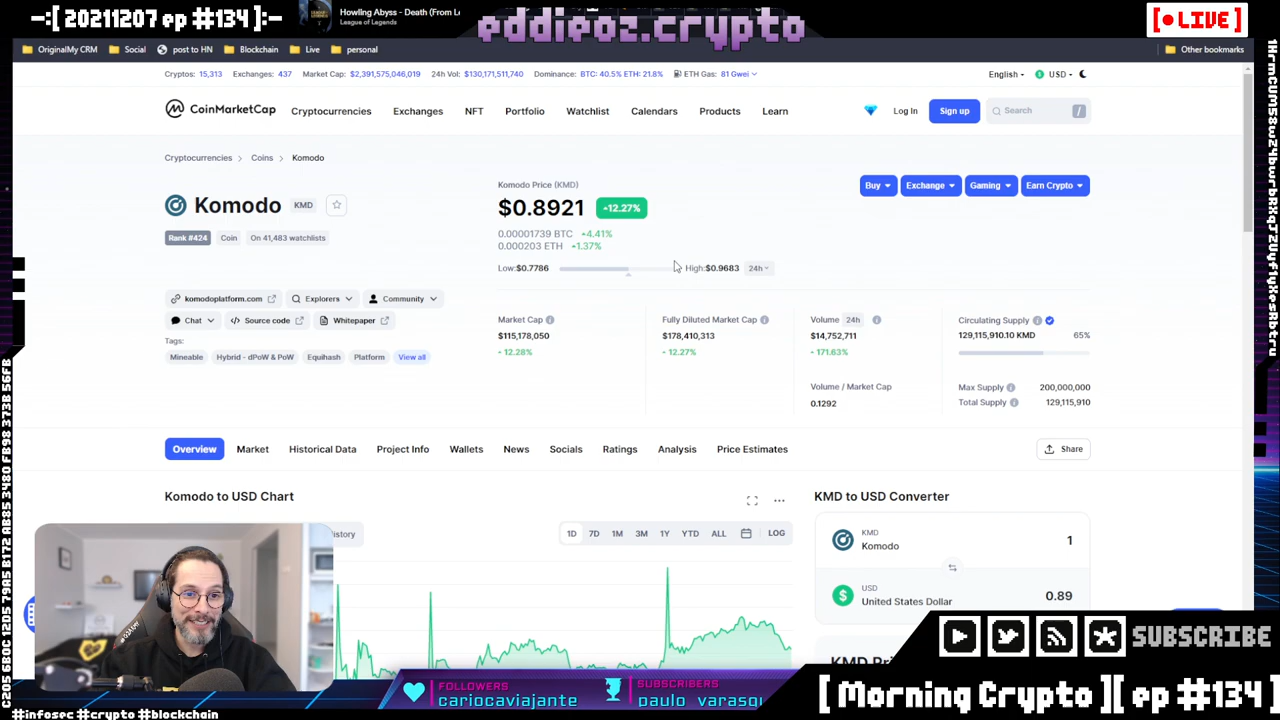 -:[ 20211207 ep #134 ]:-
Howling Abyss - Death (From Le
League of Legends
eddieoz.crypto
[●LIVE]
OriginalMy CRM
Social
post to HN
Blockchain
Live
personal
Other bookmarks
Cryptos: 15,313 Exchanges: 437 Market Cap: $2,391,575,046,019 24h Vol: $130,171,511,740 Dominance: BTC: 40.5% ETH: 21.8% ETH Gas: 81 Gwei
English
USD
CoinMarketCap
Cryptocurrencies
Exchanges
NFT
Portfolio
Watchlist
Calendars
Products
Learn
Log In
Sign up
Search
/
Cryptocurrencies > Coins > Komodo
Komodo KMD
Rank #424
Coin
On 41,483 watchlists
Komodo Price (KMD)
$0.8921
12.27%
0.00001739 BTC 4.41%
0.000203 ETH 1.37%
Low: $0.7786
High: $0.9683
24h
Buy
Exchange
Gaming
Earn Crypto
komodoplatform.com
Explorers
Community
Chat
Source code
Whitepaper
Tags:
Mineable
Hybrid - dPoW & PoW
Equihash
Platform
View all
Market Cap
$115,178,050
12.28%
Fully Diluted Market Cap
$178,410,313
12.27%
Volume 24h
$14,752,711
171.63%
Volume / Market Cap
0.1292
Circulating Supply
129,115,910.10 KMD
65%
Max Supply 200,000,000
Total Supply 129,115,910
Overview
Market
Historical Data
Project Info
Wallets
News
Socials
Ratings
Analysis
Price Estimates
Share
Komodo to USD Chart
istory
1D
7D
1M
3M
1Y
YTD
ALL
LOG
KMD to USD Converter
KMD
Komodo
1
USD
United States Dollar
0.89
SUBSCRIBE
FOLLOWERS
cariocaviajante
SUBSCRIBERS
paulo varasqu
[ Morning Crypto ][ ep #134 ]
#infosec #crypto #blockchain